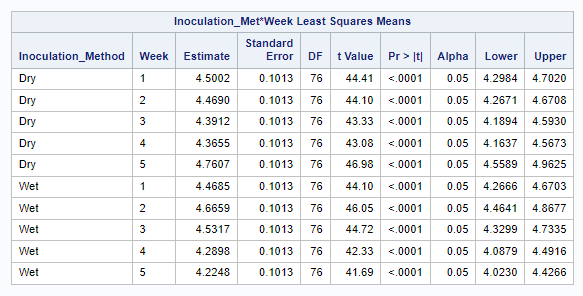 Inoculation_Met*Week Least Squares Means
Inoculation_Method Week Estimate Standard Error DF t Value Pr > |t| Alpha Lower Upper
Dry 1 4.5002 0.1013 76 44.41 <.0001 0.05 4.2984 4.7020
Dry 2 4.4690 0.1013 76 44.10 <.0001 0.05 4.2671 4.6708
Dry 3 4.3912 0.1013 76 43.33 <.0001 0.05 4.1894 4.5930
Dry 4 4.3655 0.1013 76 43.08 <.0001 0.05 4.1637 4.5673
Dry 5 4.7607 0.1013 76 46.98 <.0001 0.05 4.5589 4.9625
Wet 1 4.4685 0.1013 76 44.10 <.0001 0.05 4.2666 4.6703
Wet 2 4.6659 0.1013 76 46.05 <.0001 0.05 4.4641 4.8677
Wet 3 4.5317 0.1013 76 44.72 <.0001 0.05 4.3299 4.7335
Wet 4 4.2898 0.1013 76 42.33 <.0001 0.05 4.0879 4.4916
Wet 5 4.2248 0.1013 76 41.69 <.0001 0.05 4.0230 4.4266